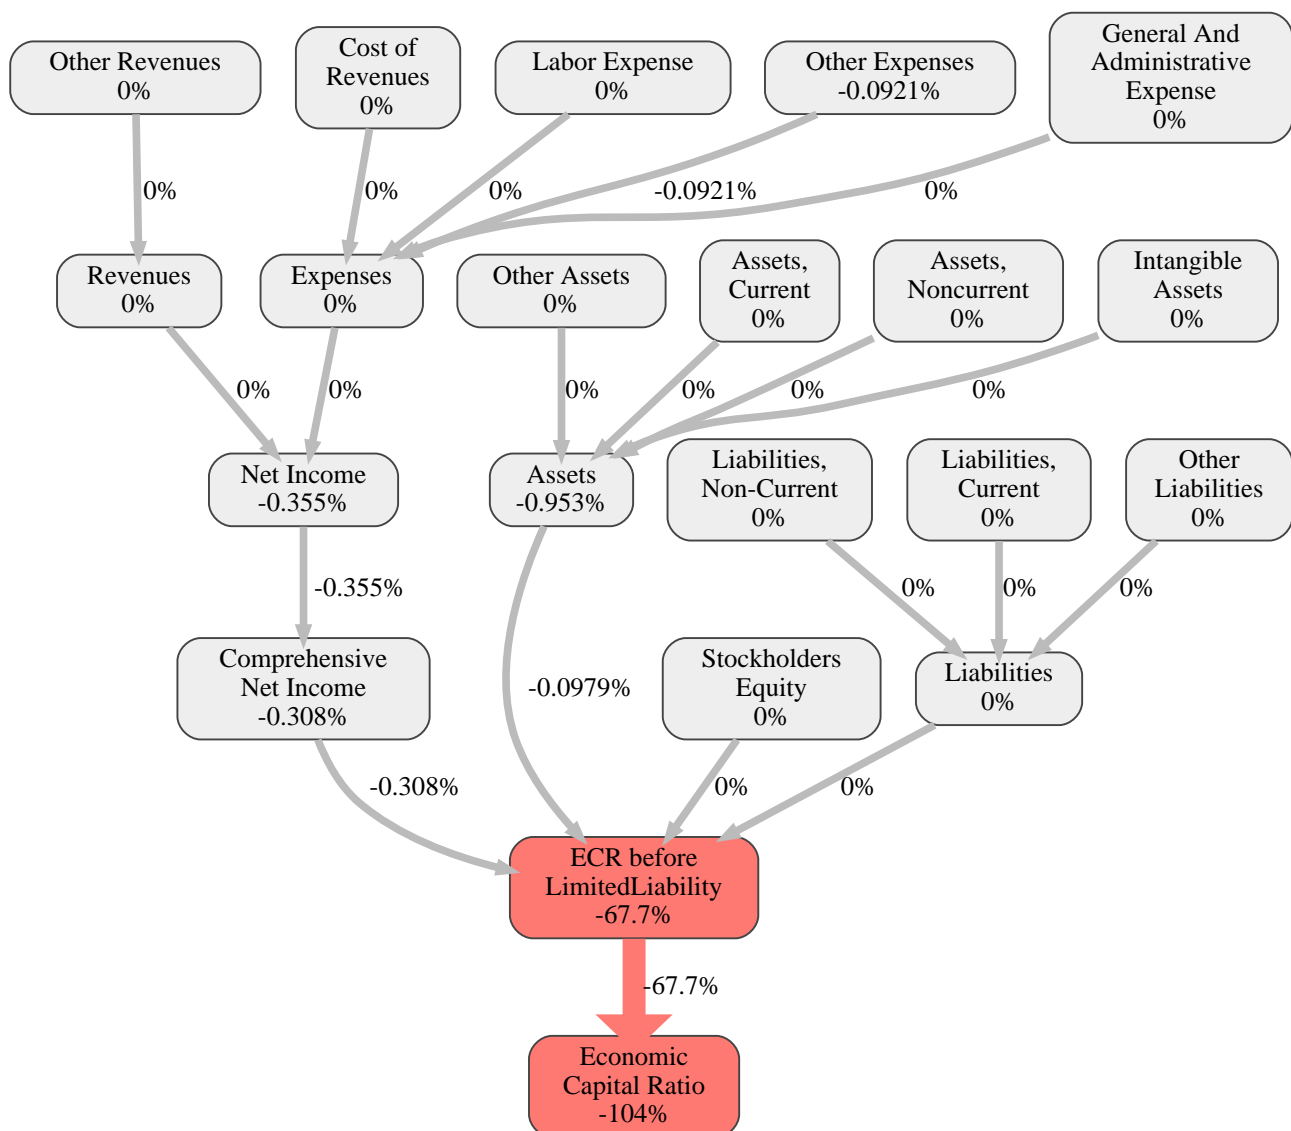 Other Revenues
0%
Cost of
Revenues
0%
Labor Expense
0%
Other Expenses
-0.0921%
General And
Administrative
Expense
0%
0%
0%
0%
-0.0921%
0%
Revenues
0%
Expenses
0%
Other Assets
0%
Assets,
Current
0%
Assets,
Noncurrent
0%
Intangible
Assets
0%
0%
0%
0%
0%
0%
0%
Net Income
-0.355%
Assets
-0.953%
Liabilities,
Non-Current
0%
Liabilities,
Current
0%
Other
Liabilities
0%
-0.355%
0%
0%
0%
Comprehensive
Net Income
-0.308%
-0.0979%
Stockholders
Equity
0%
Liabilities
0%
-0.308%
0%
0%
ECR before
LimitedLiability
-67.7%
-67.7%
Economic
Capital Ratio
-104%